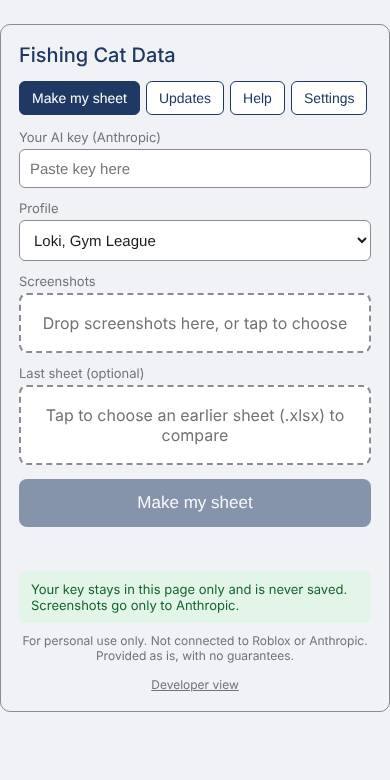 Fishing Cat Data
Make my sheet
Updates
Help
Settings
Your AI key (Anthropic)
Paste key here
Profile
Loki, Gym League
Screenshots
Drop screenshots here, or tap to choose
Last sheet (optional)
Tap to choose an earlier sheet (.xlsx) to
compare
Make my sheet
Your key stays in this page only and is never saved.
Screenshots go only to Anthropic.
For personal use only. Not connected to Roblox or Anthropic.
Provided as is, with no guarantees.
Developer view